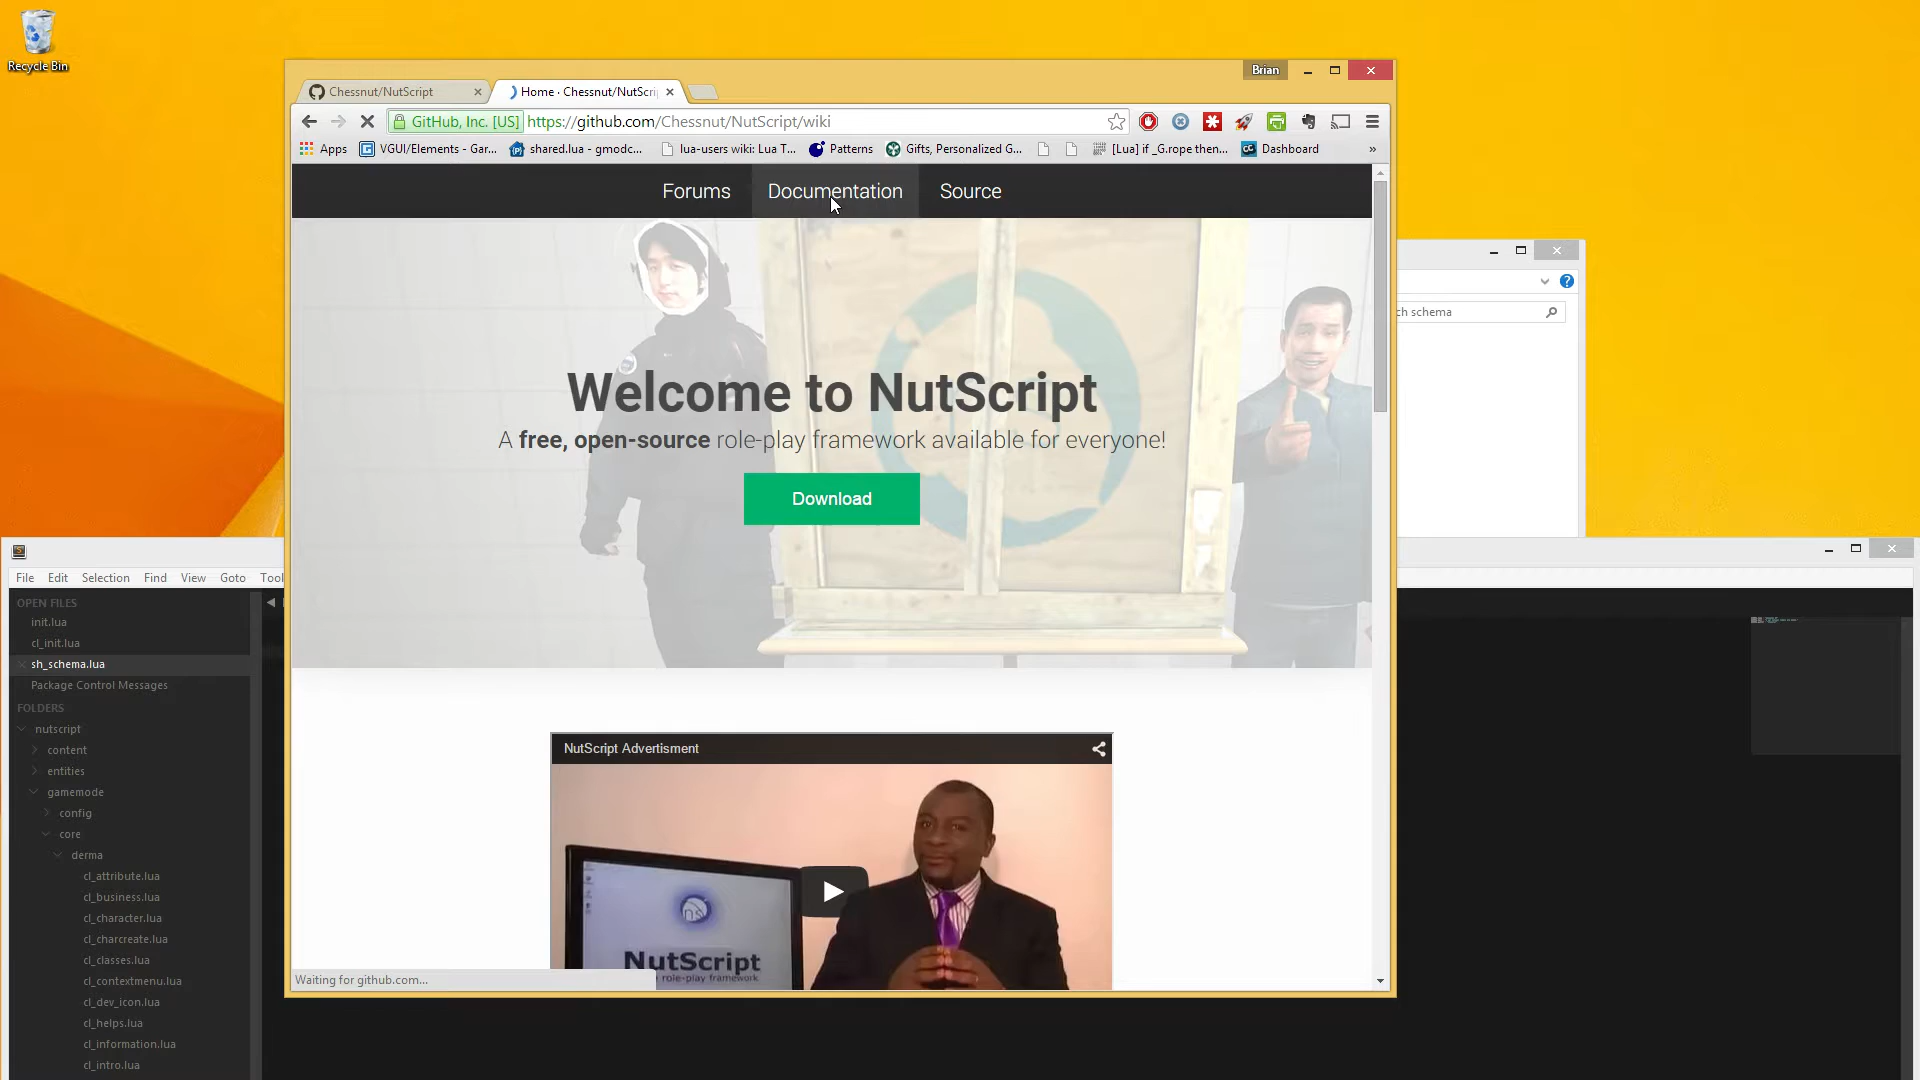 Recycle Bin
Brian
Chessnut/NutScript
Home · Chessnut/NutScri
GitHub, Inc. [US] https://github.com/Chessnut/NutScript/wiki
Apps VGUI/Elements - Gar... shared.lua - gmodc... lua-users wiki: Lua T... Patterns Gifts, Personalized G... [Lua] if _G.rope then... Dashboard »
Forums Documentation Source
Welcome to NutScript
A free, open-source role-play framework available for everyone!
Download
ch schema
NutScript Advertisment
ns
NutScript
role-play framework
Waiting for github.com...
File Edit Selection Find View Goto Tool
OPEN FILES
init.lua
cl_init.lua
sh_schema.lua
Package Control Messages
FOLDERS
nutscript
content
entities
gamemode
config
core
derma
cl_attribute.lua
cl_business.lua
cl_character.lua
cl_charcreate.lua
cl_classes.lua
cl_contextmenu.lua
cl_dev_icon.lua
cl_helps.lua
cl_information.lua
cl_intro.lua